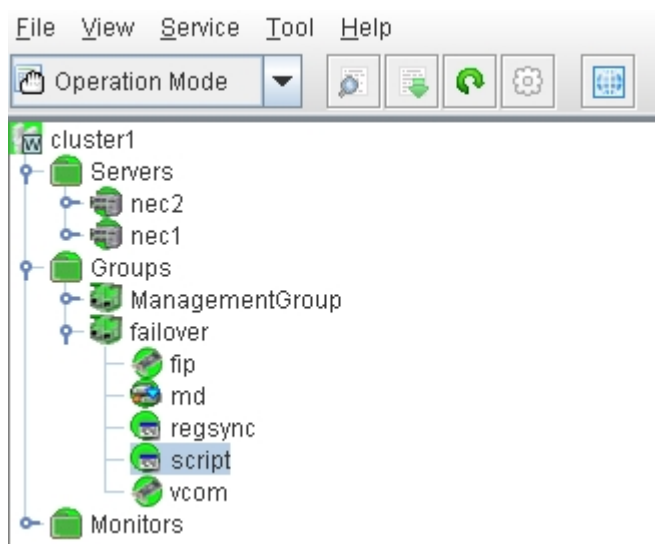 File View Service Tool Help
Operation Mode
cluster1
Servers
nec2
nec1
Groups
ManagementGroup
failover
fip
md
regsync
script
vcom
Monitors